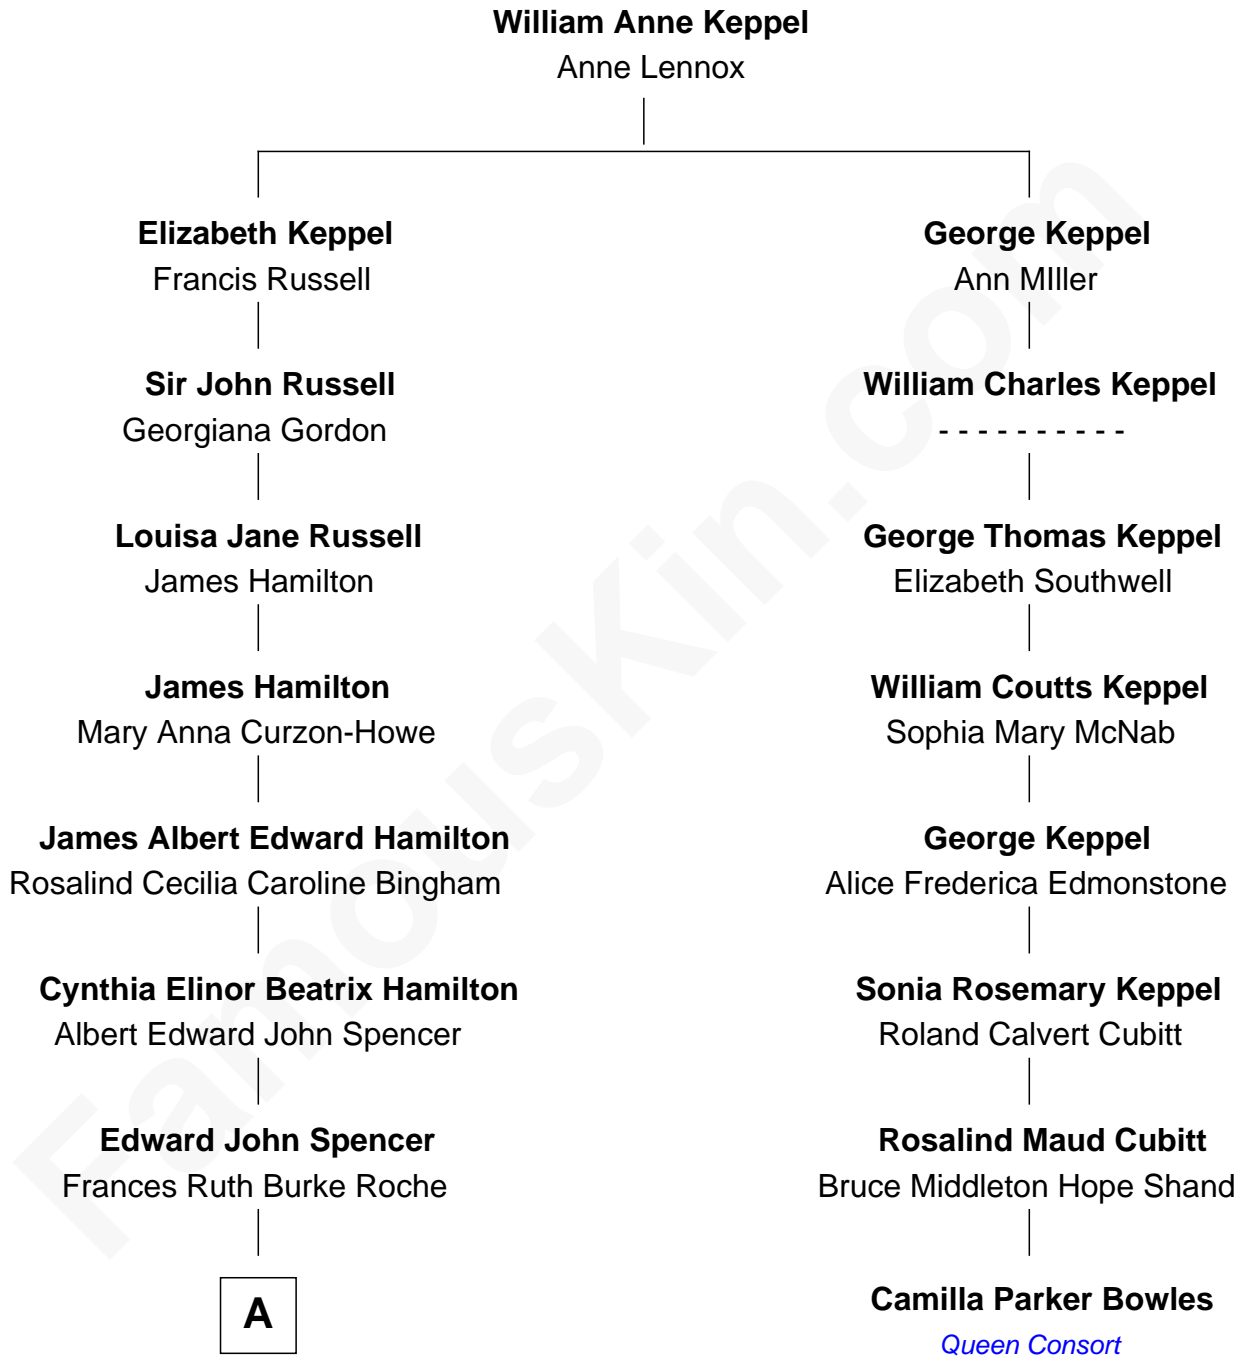 William Anne Keppel
Anne Lennox
Elizabeth Keppel
Francis Russell
George Keppel
Ann MIller
Sir John Russell
Georgiana Gordon
William Charles Keppel
- - - - - - - - - -
Louisa Jane Russell
James Hamilton
George Thomas Keppel
Elizabeth Southwell
James Hamilton
Mary Anna Curzon-Howe
William Coutts Keppel
Sophia Mary McNab
James Albert Edward Hamilton
Rosalind Cecilia Caroline Bingham
George Keppel
Alice Frederica Edmonstone
Cynthia Elinor Beatrix Hamilton
Albert Edward John Spencer
Sonia Rosemary Keppel
Roland Calvert Cubitt
Edward John Spencer
Frances Ruth Burke Roche
Rosalind Maud Cubitt
Bruce Middleton Hope Shand
A
Camilla Parker Bowles
Queen Consort
FamousKin.com